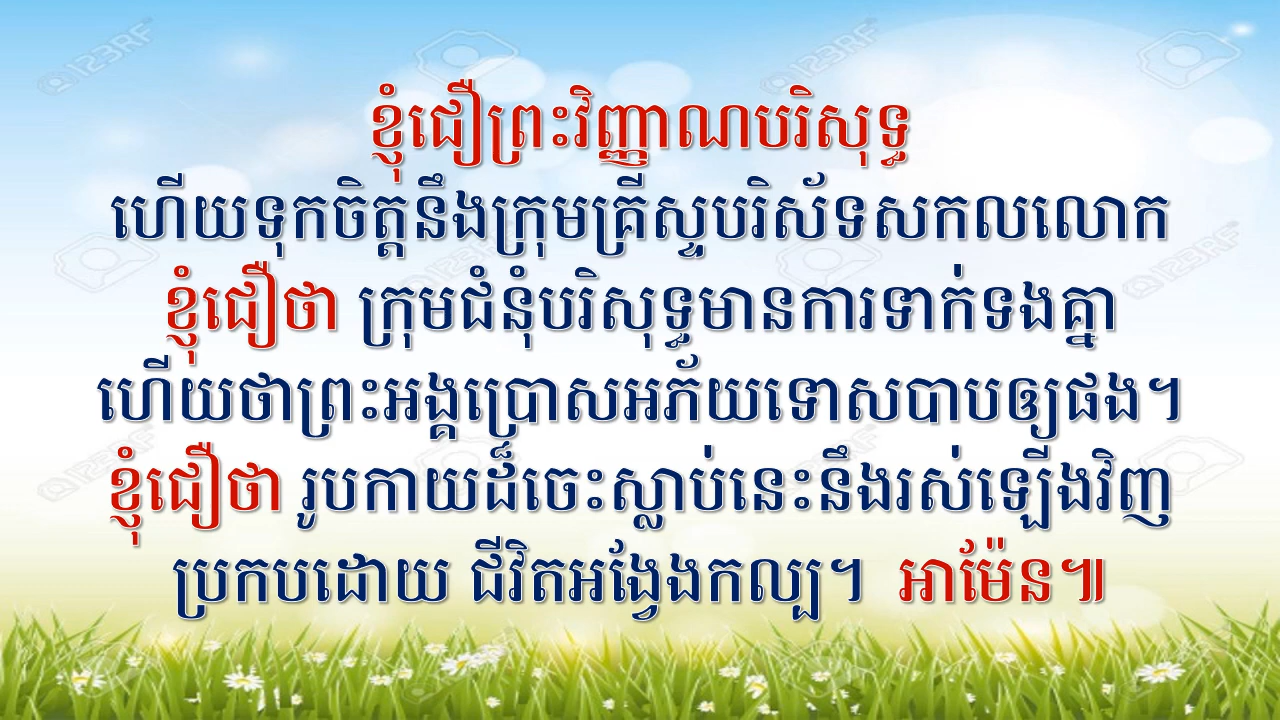 ខ្ញុំជឿព្រះវិញ្ញាណបរិសុទ្ធ
ហើយទុកចិត្តនឹងក្រុមគ្រីស្ទបរិស័ទសកលលោក
ខ្ញុំជឿថា ក្រុមជំនុំបរិសុទ្ធមានការទាក់ទងគ្នា
ហើយថាព្រះអង្គប្រោសអភ័យទោសបាបឲ្យផង។
ខ្ញុំជឿថា រូបកាយដ៏ចេះស្លាប់នេះនឹងរស់ឡើងវិញ
ប្រកបដោយ ជីវិតអង្វែងកល្ប។ អាម៉ែន៕